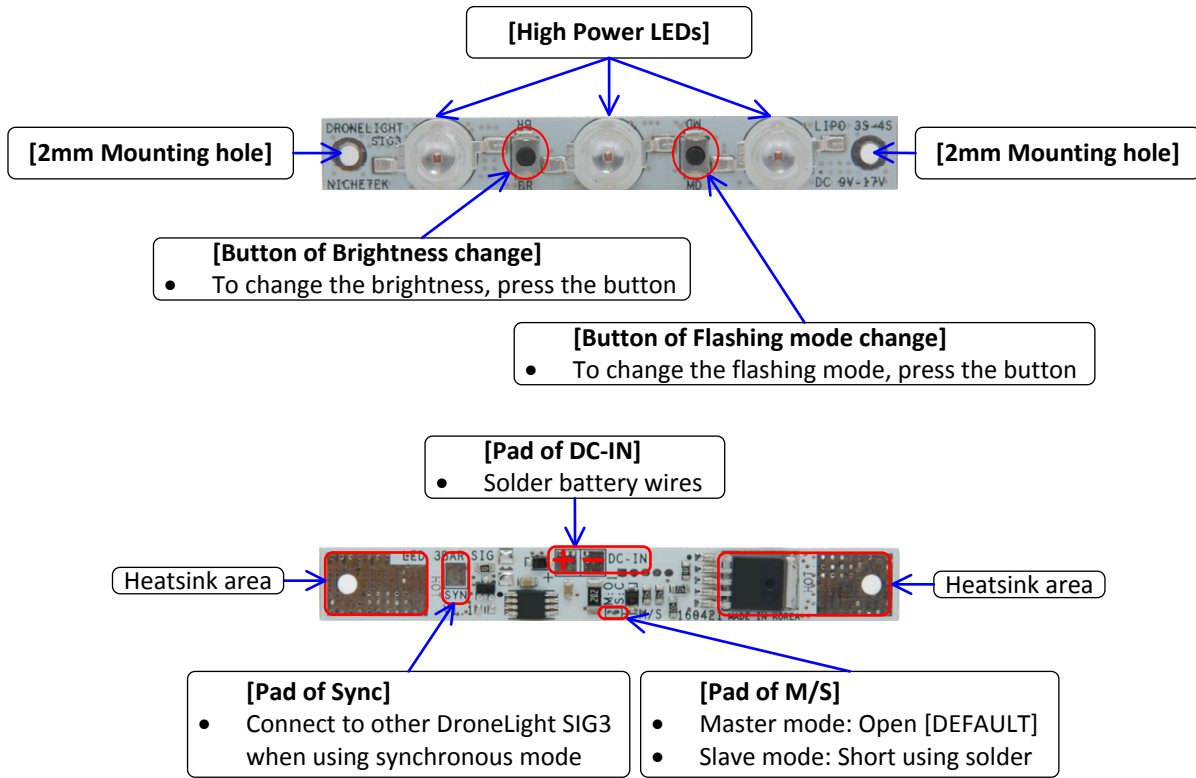 [High Power LEDs]
[2mm Mounting hole]
DRONELIGHT
SIG3
NICHETEK
BR
BR
MD
MD
LIPO 3S-4S
DC 9V-17V
[2mm Mounting hole]
[Button of Brightness change]
• To change the brightness, press the button
[Button of Flashing mode change]
• To change the flashing mode, press the button
[Pad of DC-IN]
• Solder battery wires
Heatsink area
LED 3BAR SIG
HOT
SYN
+ −
DC-IN
202
M:O
S:
M/S
160421 MADE IN KOREA
HOT
Heatsink area
[Pad of Sync]
• Connect to other DroneLight SIG3
when using synchronous mode
[Pad of M/S]
• Master mode: Open [DEFAULT]
• Slave mode: Short using solder